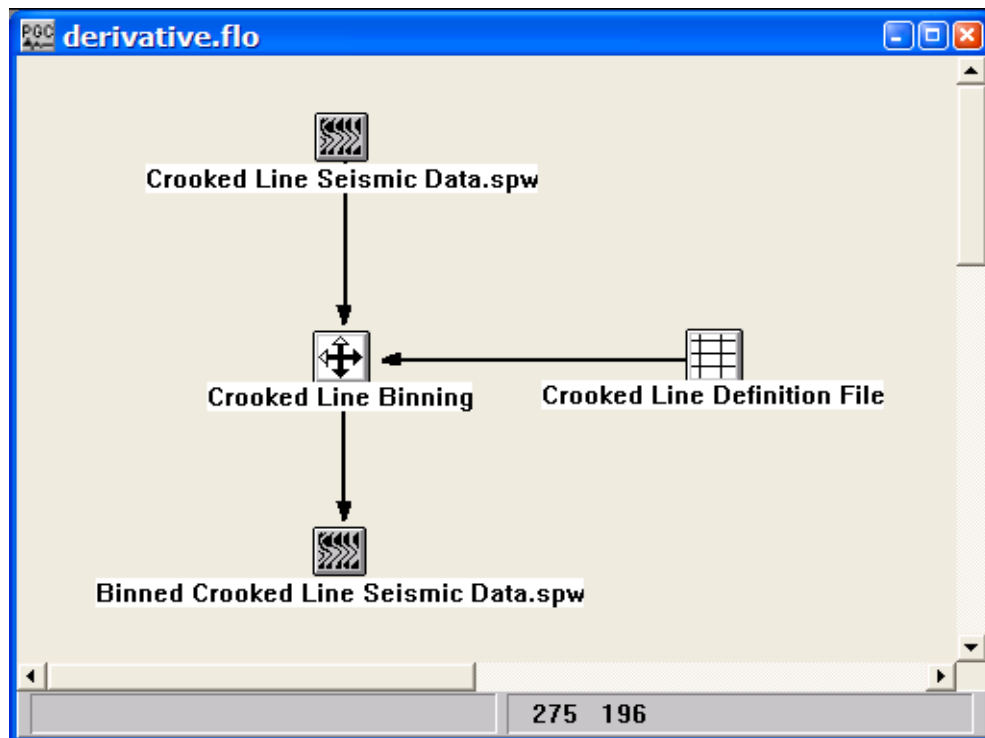 PGC
derivative.flo
Crooked Line Seismic Data.spw
Crooked Line Binning
Crooked Line Definition File
Binned Crooked Line Seismic Data.spw
275 196